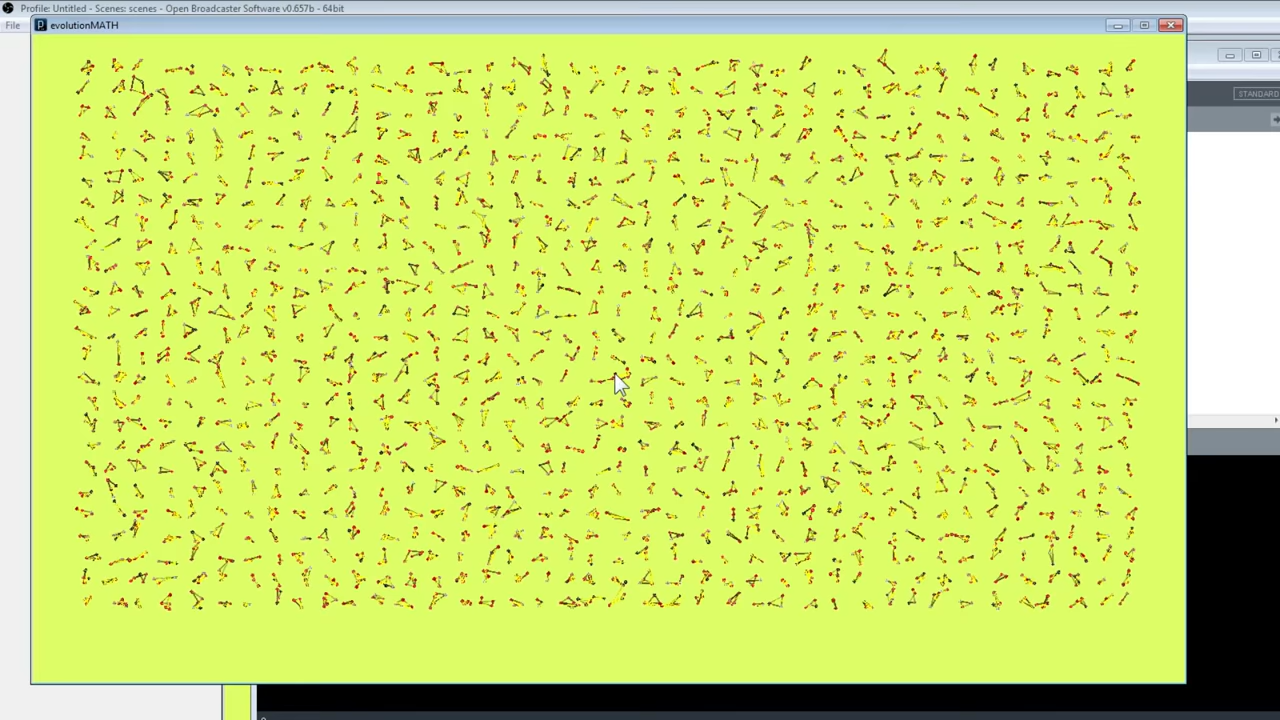 Profile: Untitled - Scenes: scenes - Open Broadcaster Software v0.657b - 64bit
File
evolutionMATH
STANDARD